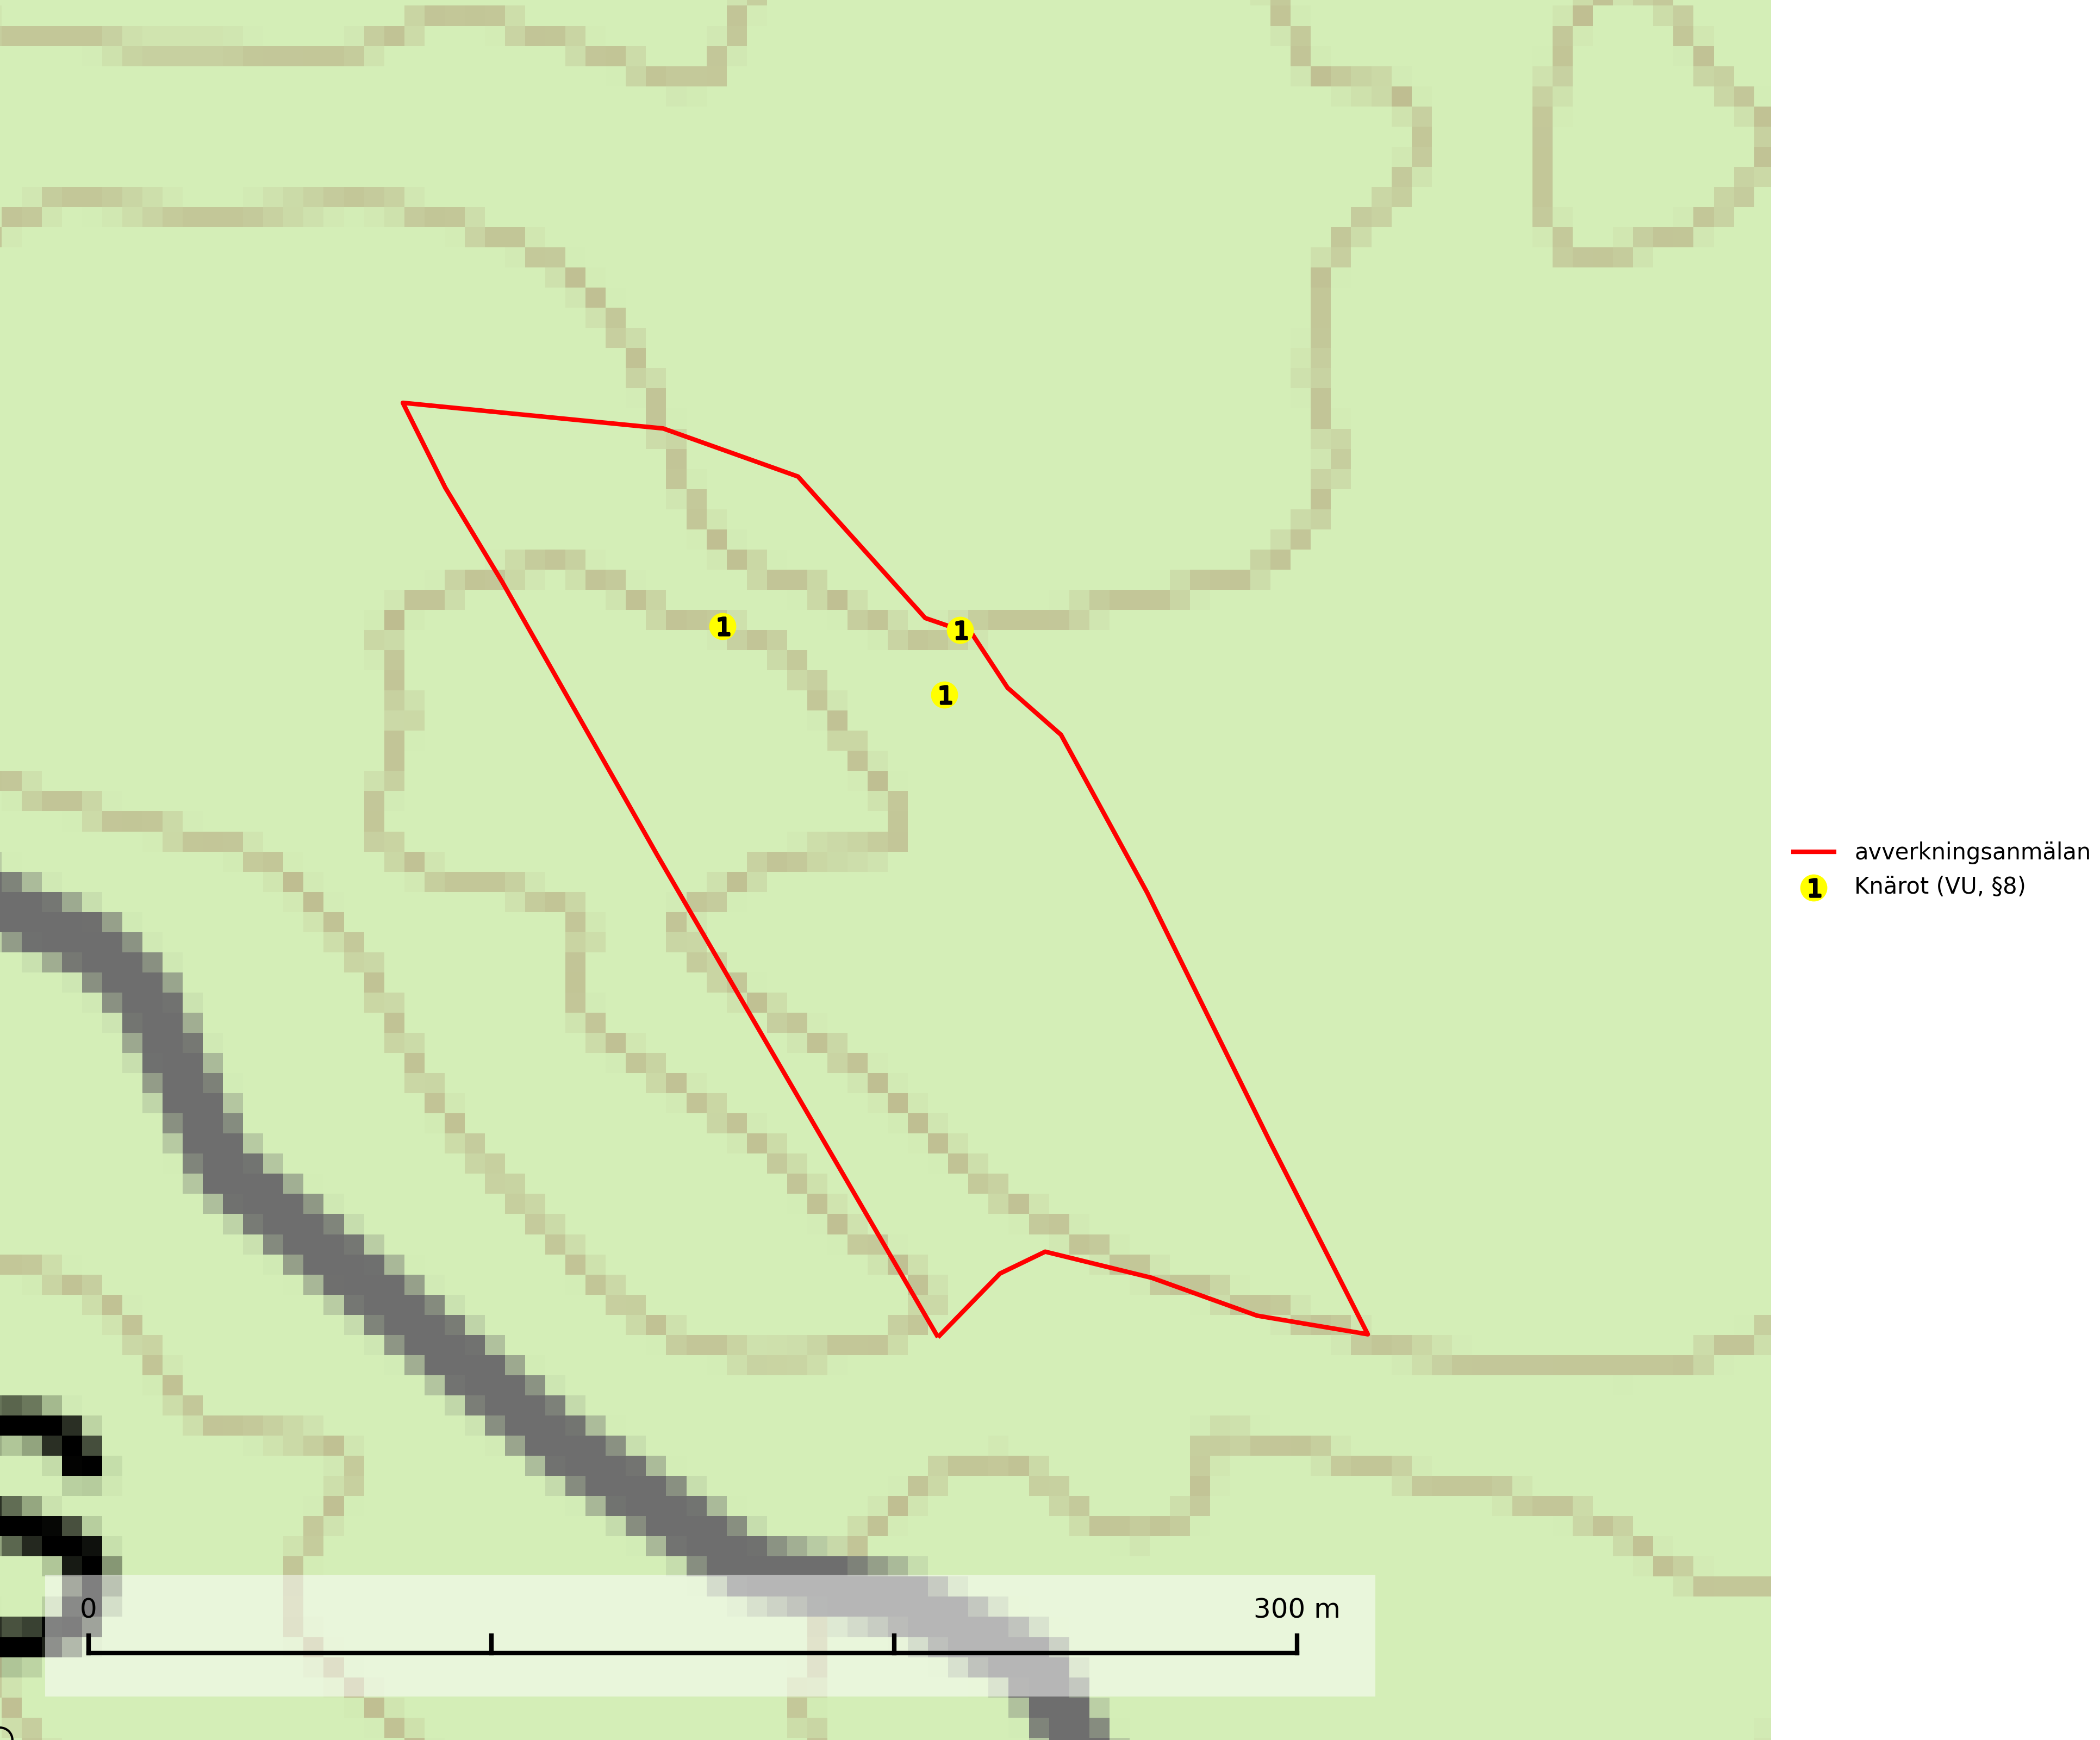 1
1
1
avverkningsanmälan
1 Knärot (VU, §8)
0 300 m